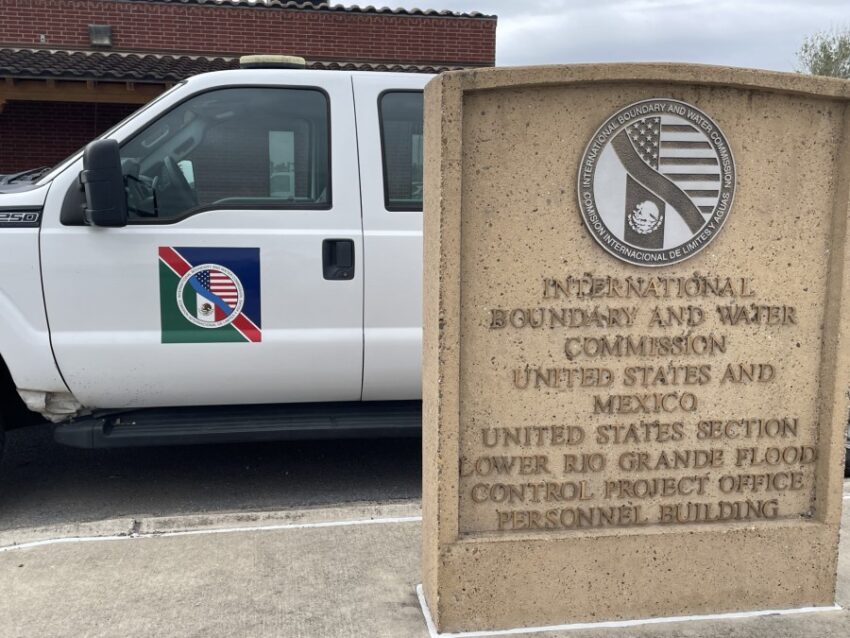 250
INTERNATIONAL BOUNDARY AND WATER COMMISSION
COMISION INTERNACIONAL DE LIMITES Y AGUAS
INTERNATIONAL
BOUNDARY AND WATER
COMMISSION
UNITED STATES AND
MEXICO
UNITED STATES SECTION
LOWER RIO GRANDE FLOOD
CONTROL PROJECT OFFICE
PERSONNEL BUILDING